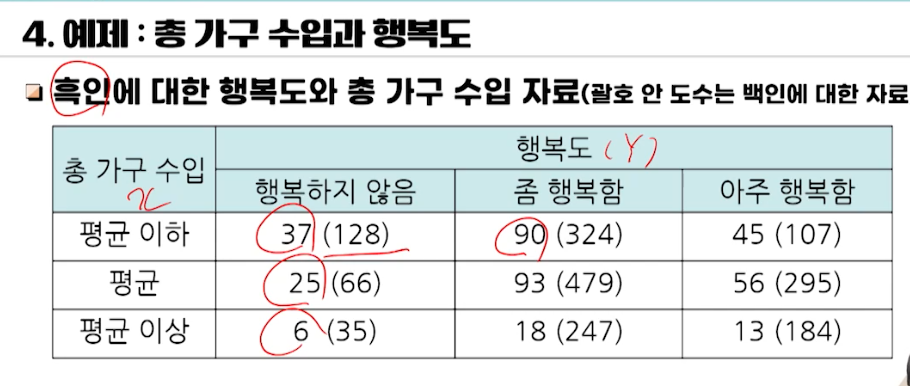 4. 예제 : 총 가구 수입과 행복도
흑인에 대한 행복도와 총 가구 수입 자료(괄호 안 도수는 백인에 대한 자료
총 가구 수입 x 행복도 (Y)
행복하지 않음 좀 행복함 아주 행복함
평균 이하 37 (128) 90 (324) 45 (107)
평균 25 (66) 93 (479) 56 (295)
평균 이상 6 (35) 18 (247) 13 (184)